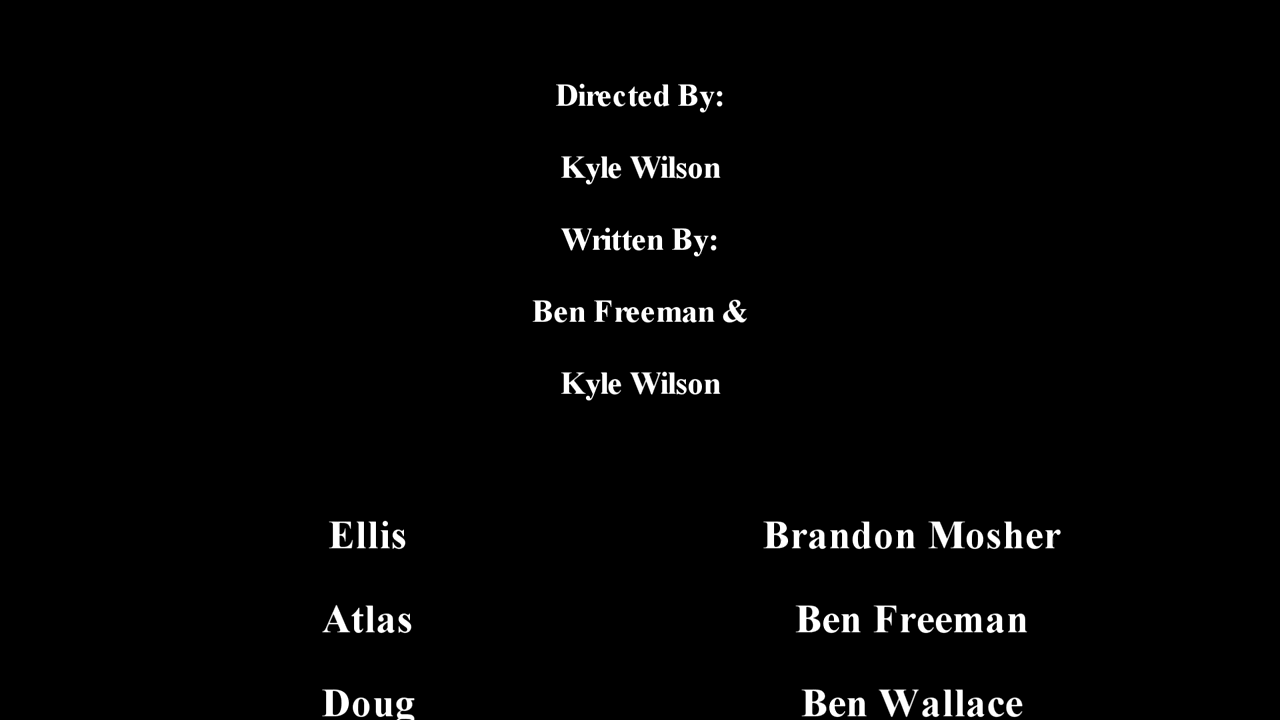 Directed By:
Kyle Wilson
Written By:
Ben Freeman &
Kyle Wilson
Ellis Brandon Mosher
Atlas Ben Freeman
Doug Ben Wallace